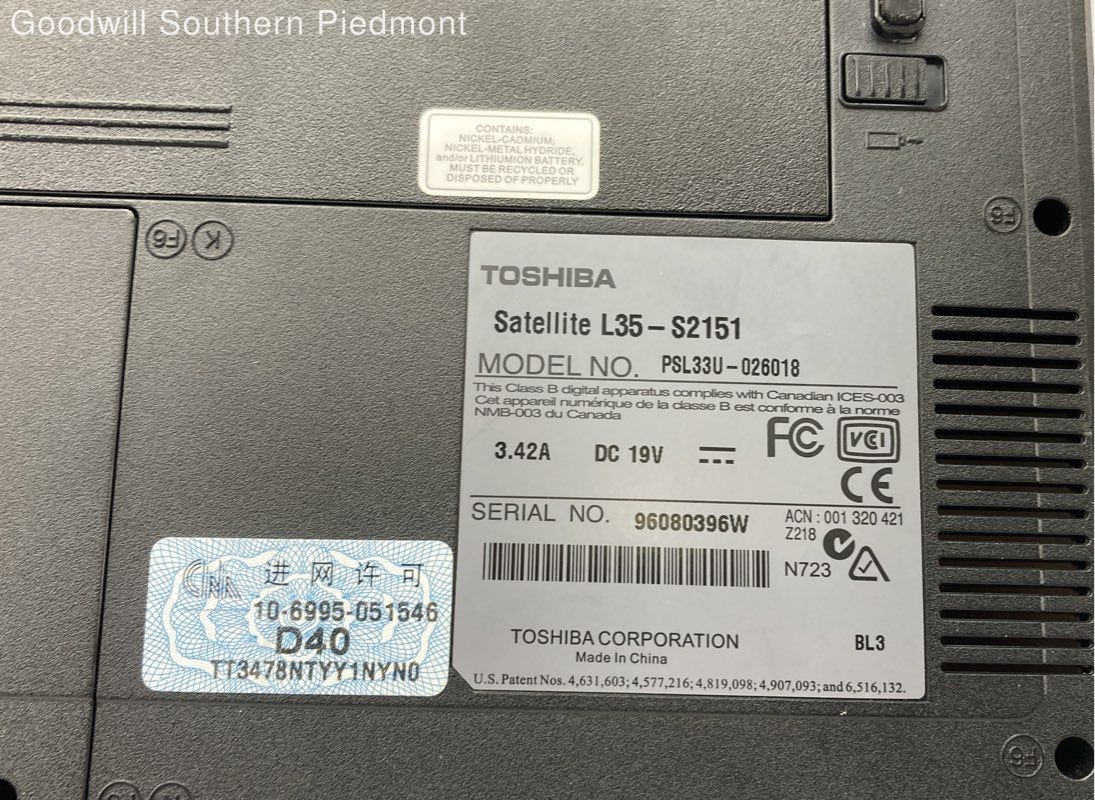 Goodwill Southern Piedmont
CONTAINS:
NICKEL-CADMIUM,
NICKEL-METAL HYDRIDE,
and/or LITHIUMION BATTERY.
MUST BE RECYCLED OR
DISPOSED OF PROPERLY
F6
F6 K
TOSHIBA
Satellite L35-S2151
MODEL NO. PSL33U-026018
This Class B digital apparatus complies with Canadian ICES-003
Cet appareil numérique de la classe B est conforme à la norme
NMB-003 du Canada
3.42A DC 19V
FC VCI
CE
SERIAL NO. 96080396W
ACN : 001 320 421
Z218
N723
TOSHIBA CORPORATION
Made In China
BL3
U.S. Patent Nos. 4,631,603; 4,577,216; 4,819,098; 4,907,093; and 6,516,132.
进网许可
10-6995-051546
D40
TT3478NTYY1NYN0
F6